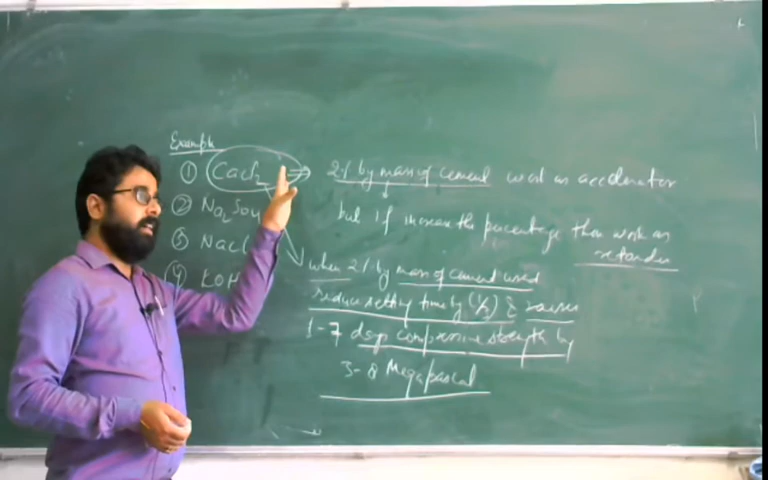 Example
① CaCl2 ⇒ 2% by mass of cement work as accelerator
② Na2SO4 but if increase the percentage than work as
retarder
③ NaCl
④ KOH when 2% by mass of cement used
reduce setting time by (1/2) & raises
1-7 days compressive strength by
3-8 Megapascal